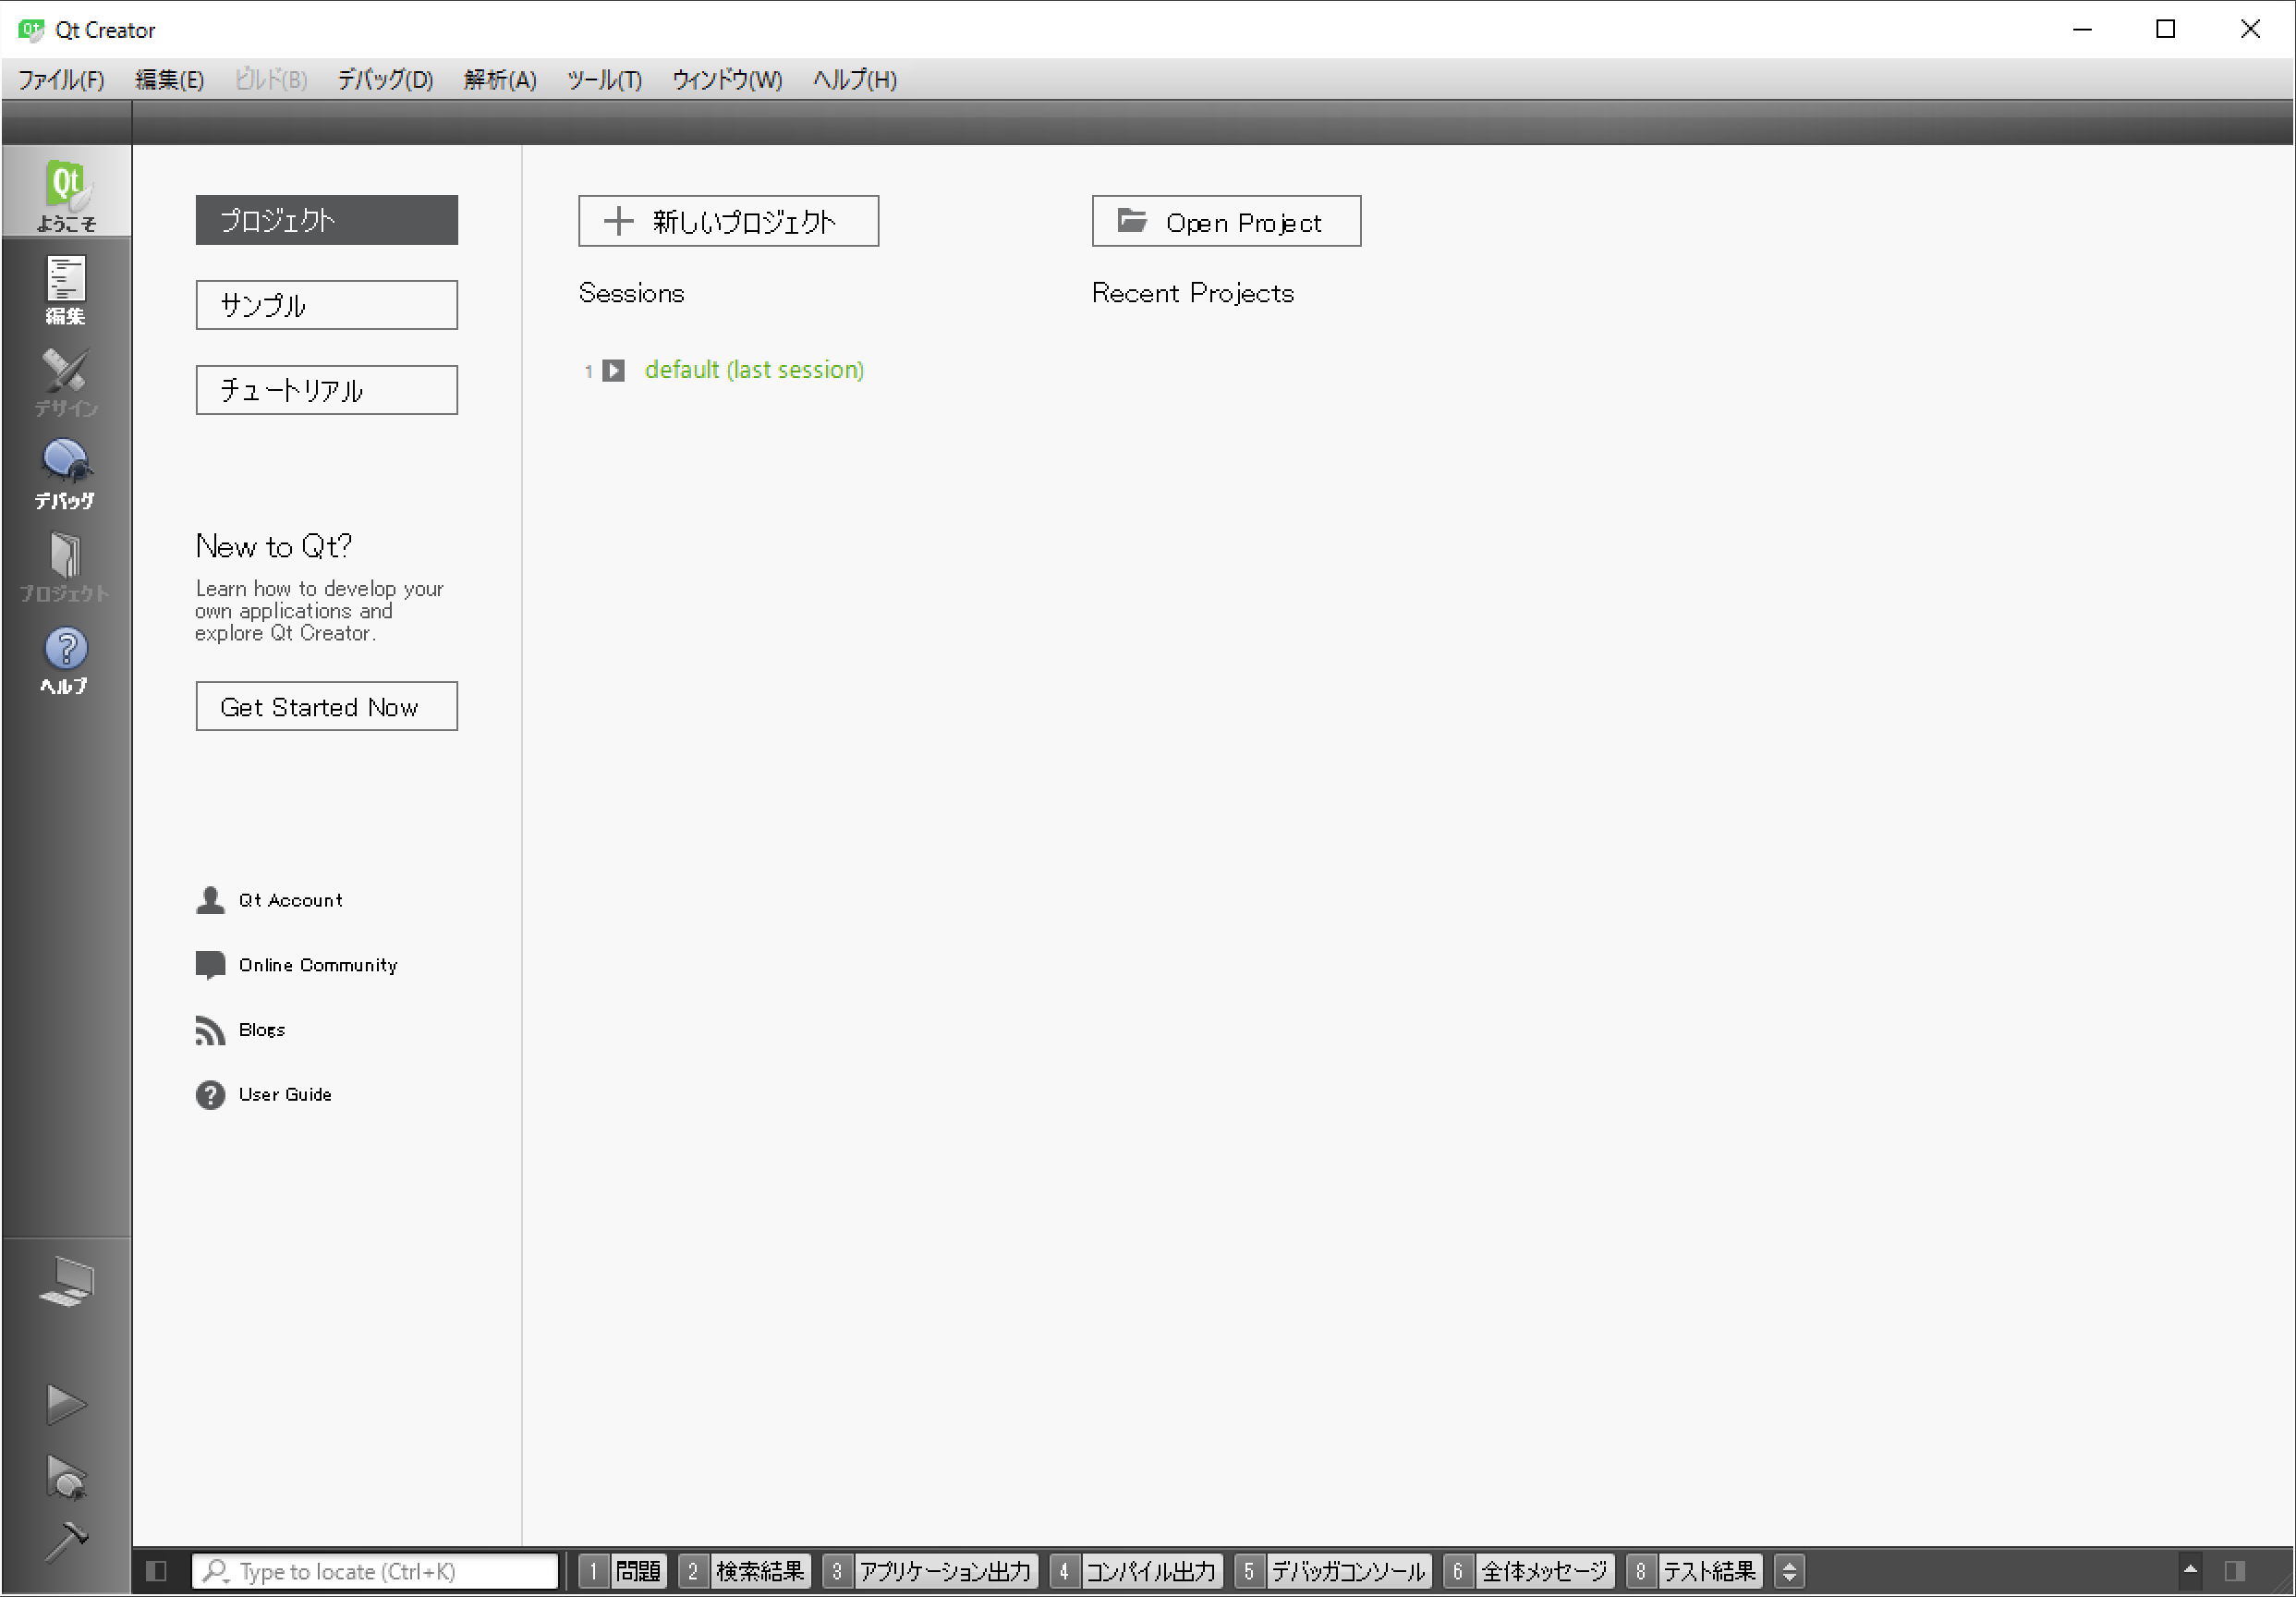 Qt Creator
ファイル(F) 編集(E) ビルド(B) デバッグ(D) 解析(A) ツール(T) ウィンドウ(W) ヘルプ(H)
Qt
ようこそ
編集
デザイン
デバッグ
プロジェクト
ヘルプ
プロジェクト
サンプル
チュートリアル
New to Qt?
Learn how to develop your
own applications and
explore Qt Creator.
Get Started Now
Qt Account
Online Community
Blogs
User Guide
新しいプロジェクト
Sessions
1 default (last session)
Open Project
Recent Projects
Type to locate (Ctrl+K)
1 問題 2 検索結果 3 アプリケーション出力 4 コンパイル出力 5 デバッガコンソール 6 全体メッセージ 8 テスト結果